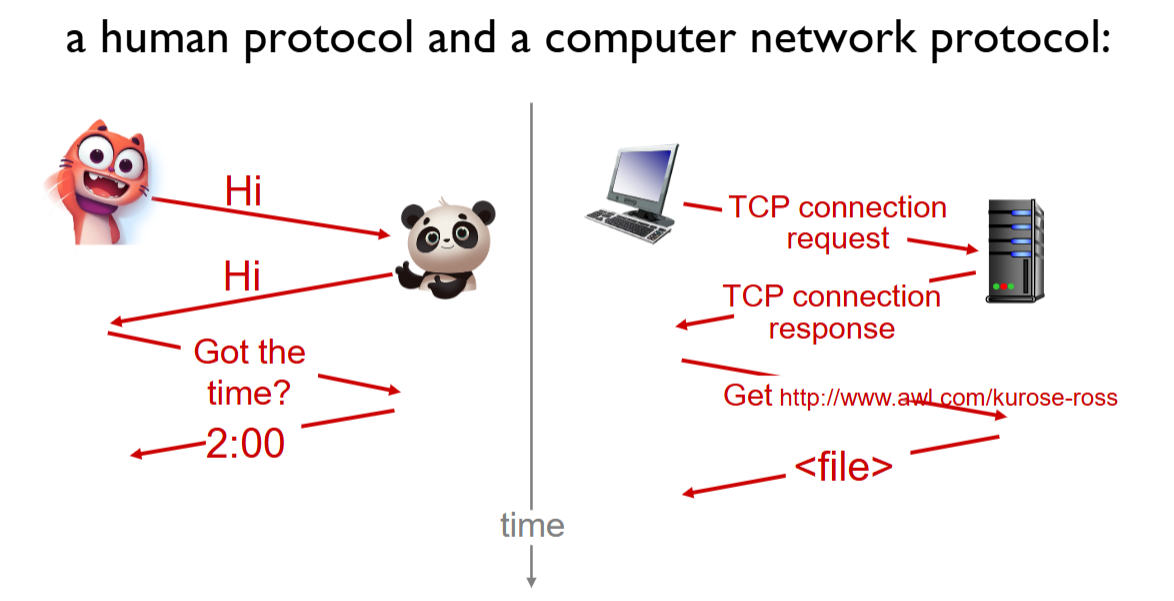 a human protocol and a computer network protocol:
Hi
Hi
Got the
time?
2:00
TCP connection
request
TCP connection
response
Get http://www.awl.com/kurose-ross
<file>
time